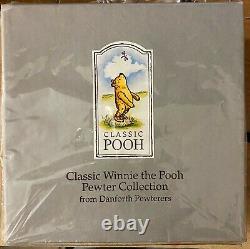 CLASSIC
POOH
Classic Winnie the Pooh
Pewter Collection
from Danforth Pewterers